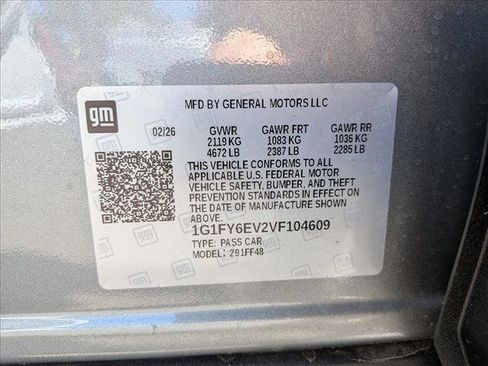 gm
MFD BY GENERAL MOTORS LLC
02/26 GVWR GAWR FRT GAWR RR
2119 KG 1083 KG 1036 KG
4672 LB 2387 LB 2285 LB
THIS VEHICLE CONFORMS TO ALL
APPLICABLE U.S. FEDERAL MOTOR
VEHICLE SAFETY, BUMPER, AND THEFT
PREVENTION STANDARDS IN EFFECT ON
THE DATE OF MANUFACTURE SHOWN
ABOVE.
1G1FY6EV2VF104609
TYPE: PASS CAR
MODEL: 291FF48